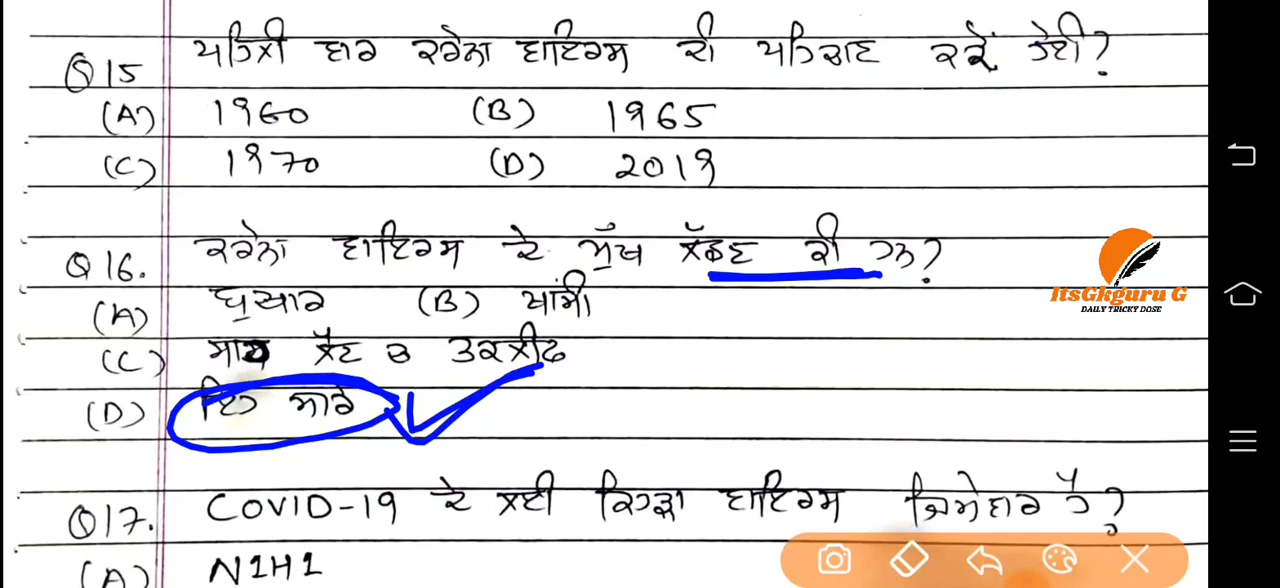 Q15 ਪਹਿਲੀ ਵਾਰ ਕਰੋਨਾ ਵਾਇਰਸ ਦੀ ਪਹਿਚਾਣ ਕਦੋਂ ਹੋਈ?
(A) 1960 (B) 1965
(C) 1970 (D) 2019
Q16. ਕਰੋਨਾ ਵਾਇਰਸ ਦੇ ਮੁੱਖ ਲੱਛਣ ਕੀ ਹਨ?
(A) ਬੁਖਾਰ (B) ਖਾਂਸੀ
(C) ਸਾਹ ਲੈਣ ਚ ਤਕਲੀਫ
(D) ਇਹ ਸਾਰੇ
Q17. COVID-19 ਦੇ ਲਈ ਕਿਹੜਾ ਵਾਇਰਸ ਜ਼ਿਮੇਵਾਰ ਹੈ?
(A) N1H1
ItsGkguru G
DAILY TRICKY DOSE